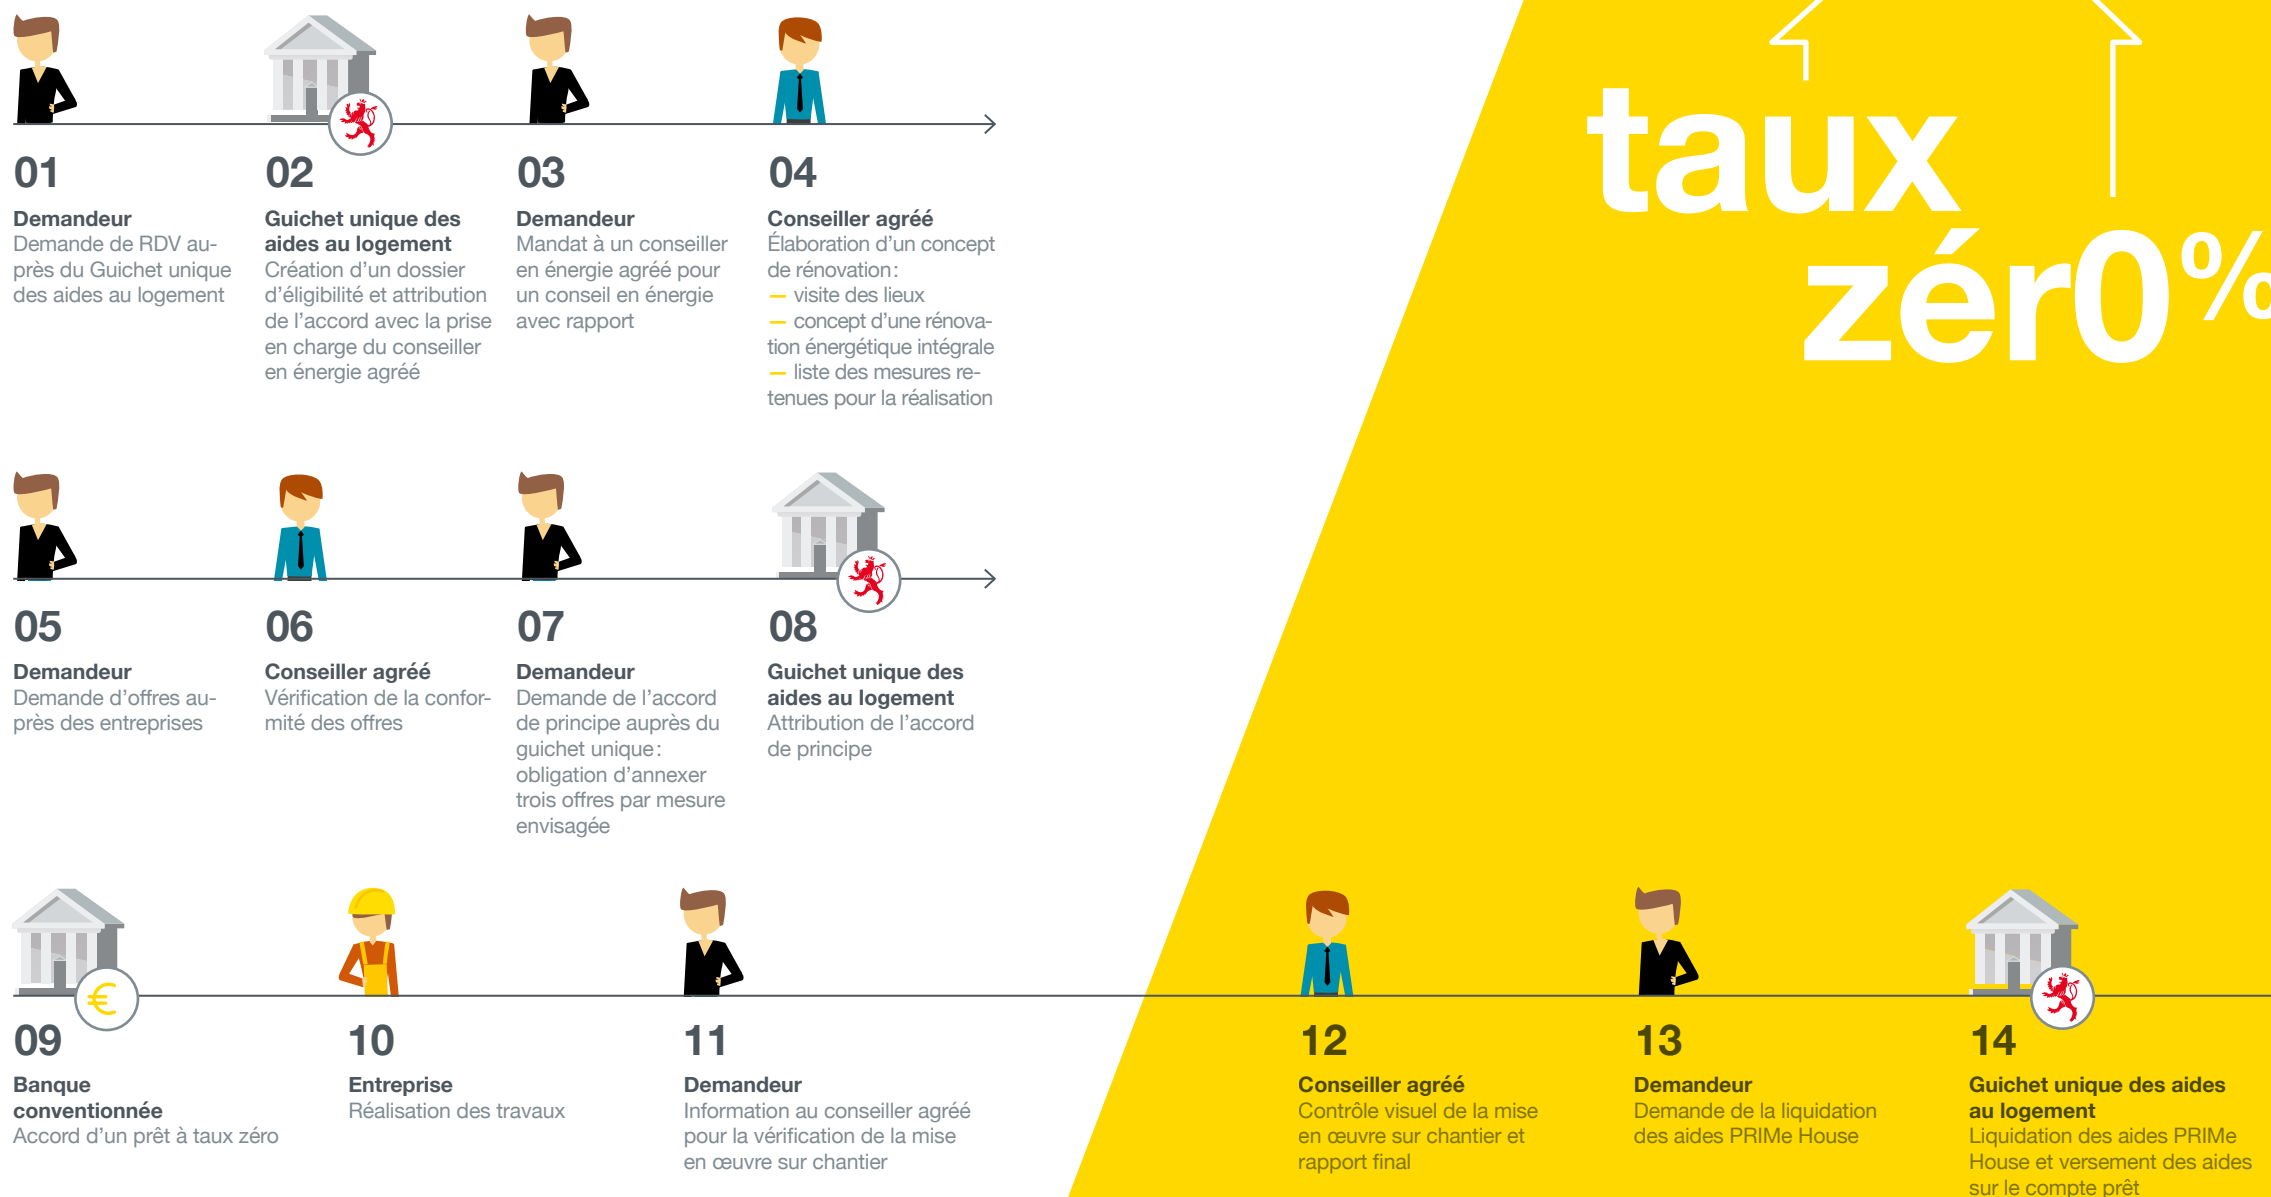 taux
zér0%
01
Demandeur
Demande de RDV au-
près du Guichet unique
des aides au logement
02
Guichet unique des
aides au logement
Création d'un dossier
d'éligibilité et attribution
de l'accord avec la prise
en charge du conseiller
en énergie agréé
03
Demandeur
Mandat à un conseiller
en énergie agréé pour
un conseil en énergie
avec rapport
04
Conseiller agréé
Élaboration d'un concept
de rénovation:
— visite des lieux
— concept d'une rénova-
tion énergétique intégrale
— liste des mesures re-
tenues pour la réalisation
05
Demandeur
Demande d'offres au-
près des entreprises
06
Conseiller agréé
Vérification de la confor-
mité des offres
07
Demandeur
Demande de l'accord
de principe auprès du
guichet unique:
obligation d'annexer
trois offres par mesure
envisagée
08
Guichet unique des
aides au logement
Attribution de l'accord
de principe
€
09
Banque
conventionnée
Accord d'un prêt à taux zéro
10
Entreprise
Réalisation des travaux
11
Demandeur
Information au conseiller agréé
pour la vérification de la mise
en œuvre sur chantier
12
Conseiller agréé
Contrôle visuel de la mise
en œuvre sur chantier et
rapport final
13
Demandeur
Demande de la liquidation
des aides PRIMe House
14
Guichet unique des aides
au logement
Liquidation des aides PRIMe
House et versement des aides
sur le compte prêt